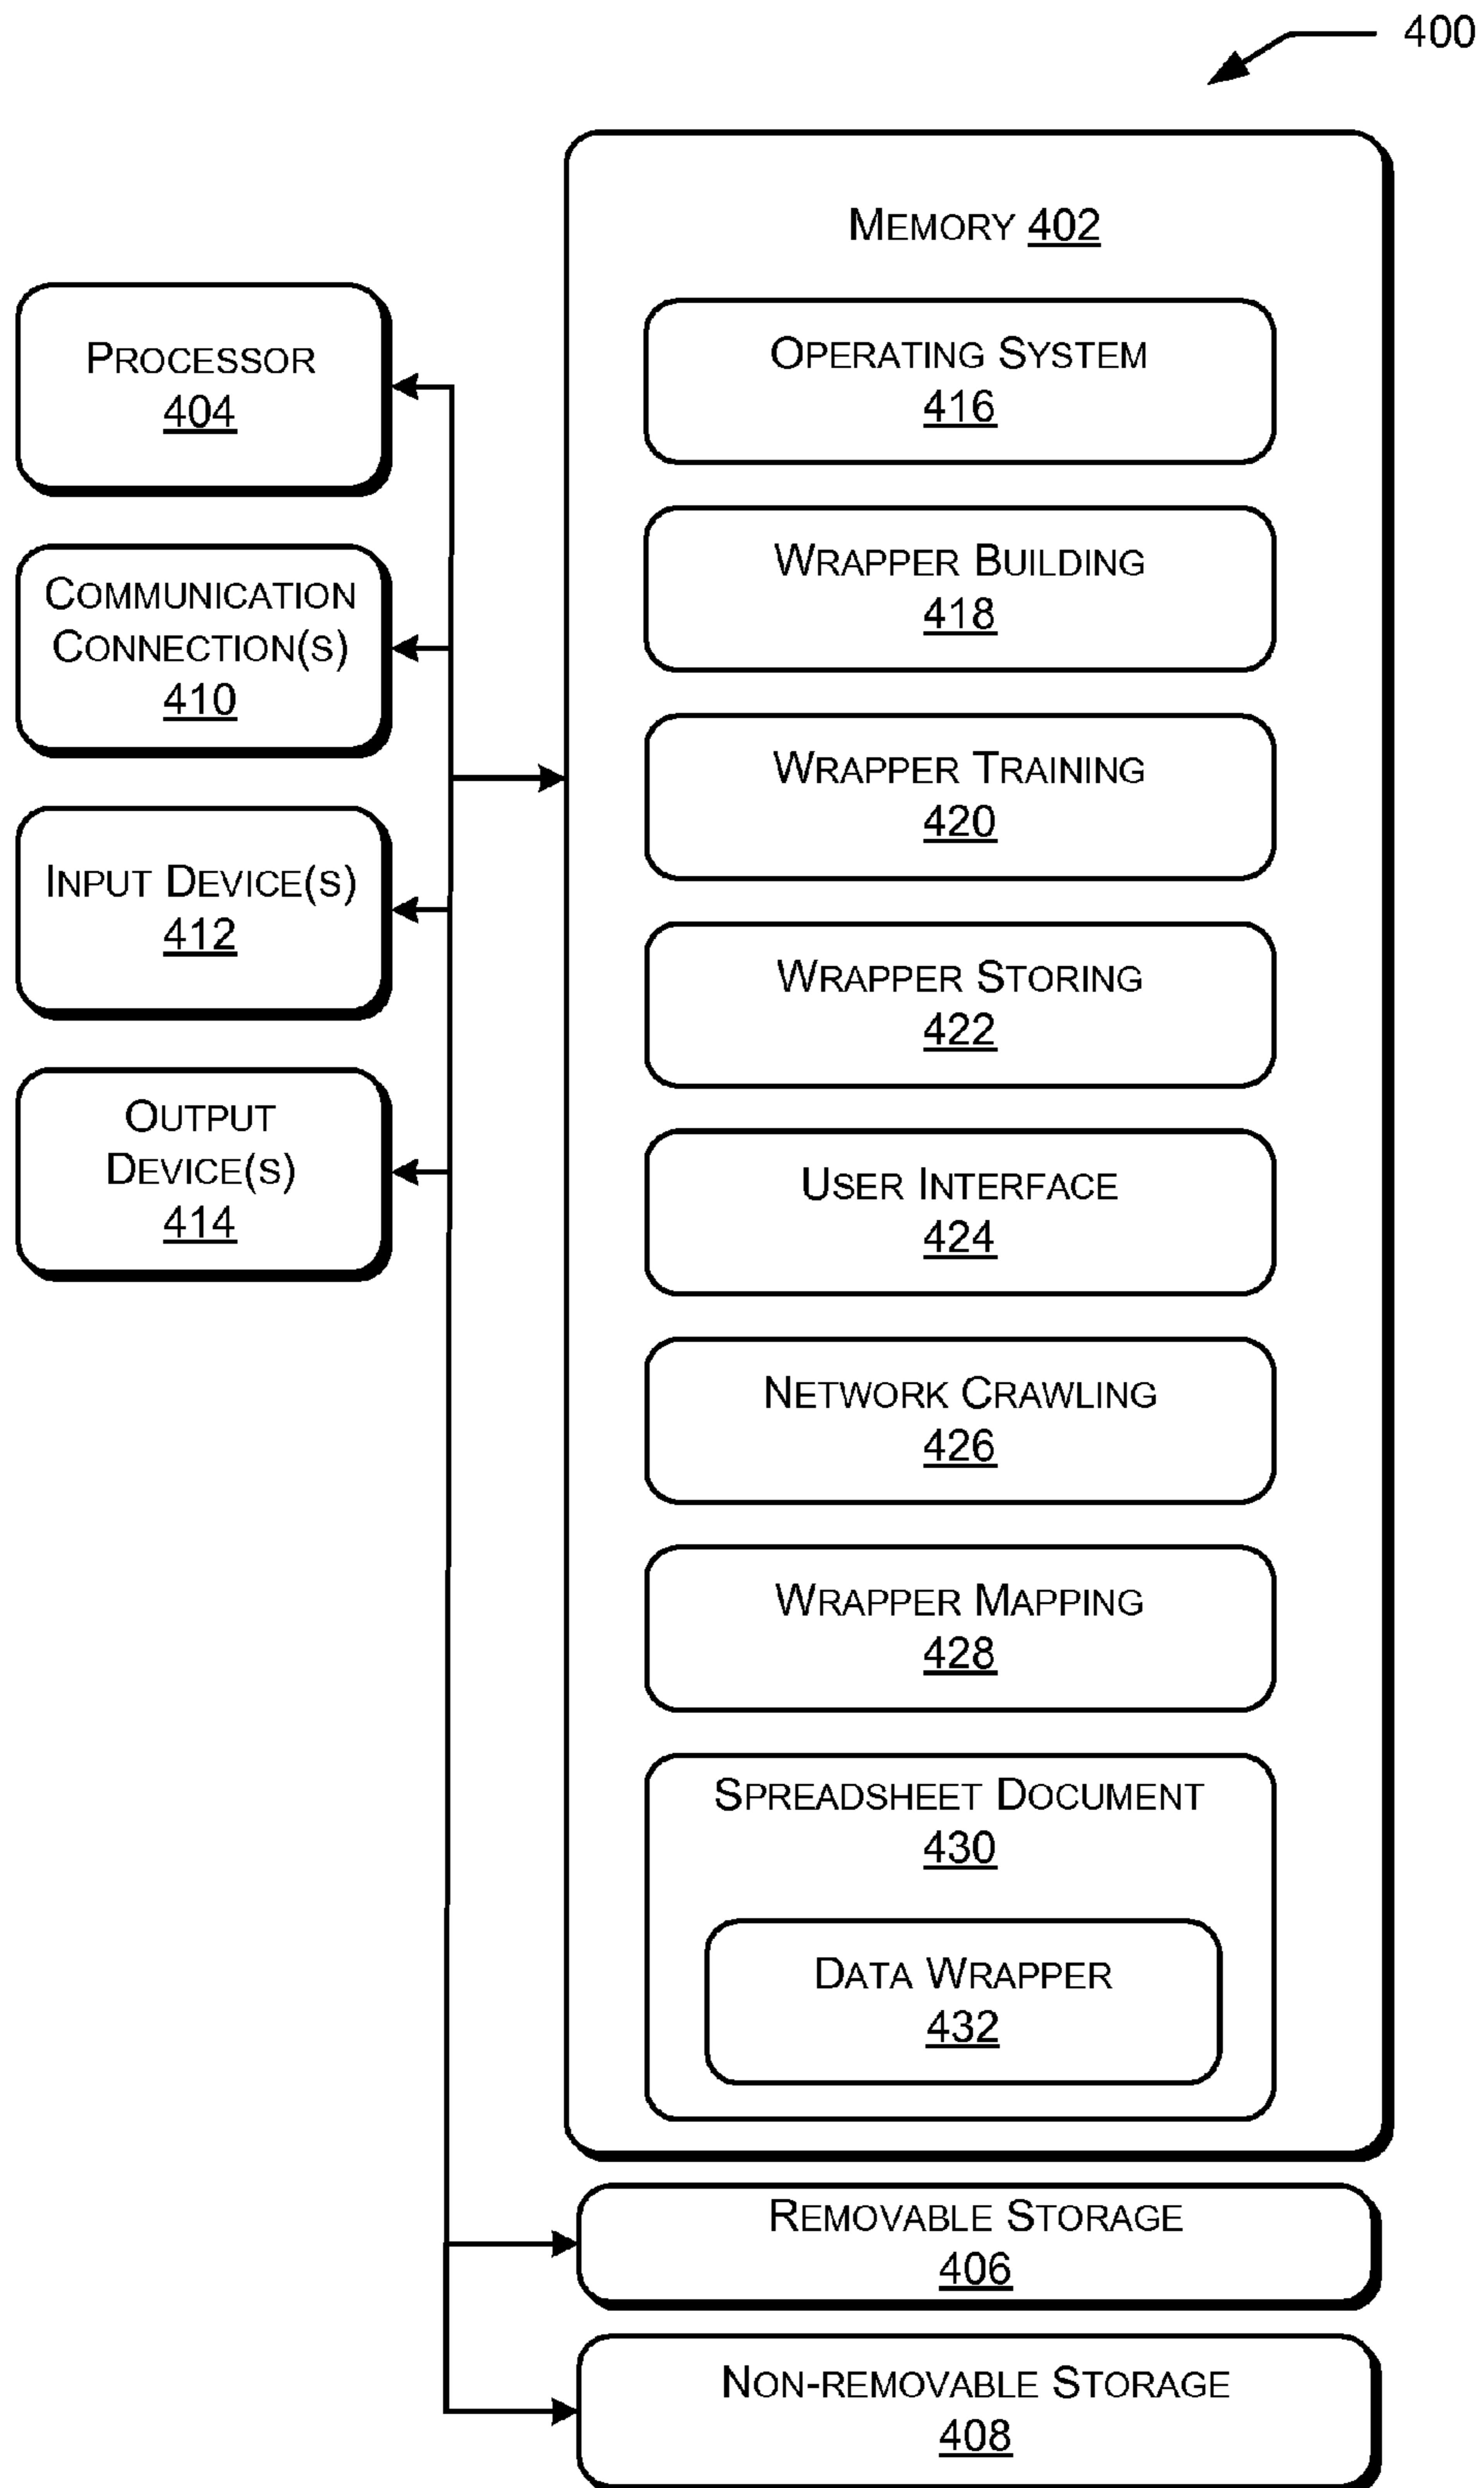 400
MEMORY 402
PROCESSOR
404
COMMUNICATION
CONNECTION(S)
410
INPUT DEVICE(S)
412
OUTPUT
DEVICE(S)
414
OPERATING SYSTEM
416
WRAPPER BUILDING
418
WRAPPER TRAINING
420
WRAPPER STORING
422
USER INTERFACE
424
NETWORK CRAWLING
426
WRAPPER MAPPING
428
SPREADSHEET DOCUMENT
430
DATA WRAPPER
432
REMOVABLE STORAGE
406
NON-REMOVABLE STORAGE
408